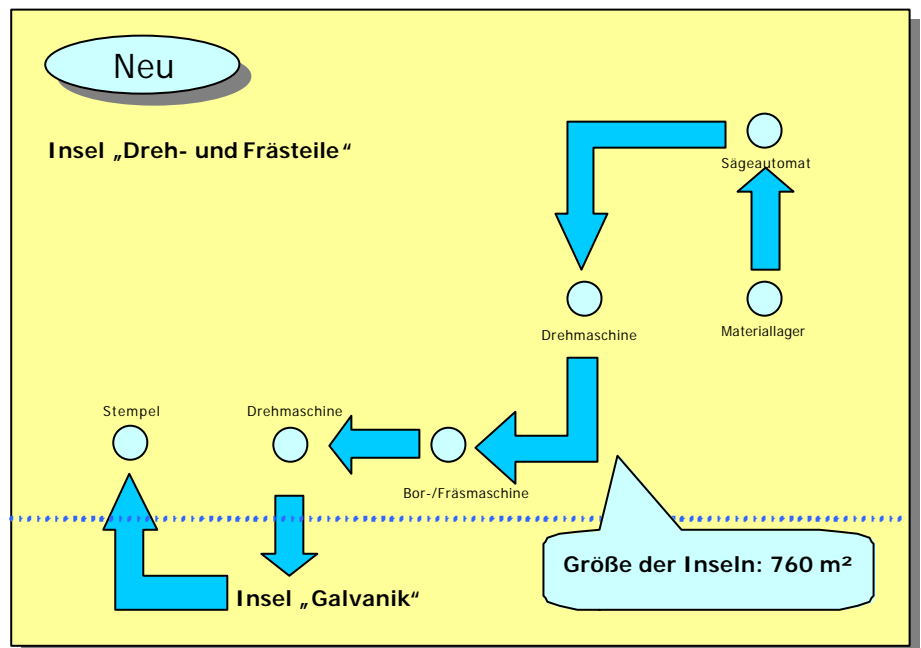 Neu
Insel „Dreh- und Frästeile“
Sägeautomat
Drehmaschine
Materiallager
Stempel
Drehmaschine
Bor-/Fräsmaschine
Größe der Inseln: 760 m²
Insel „Galvanik“